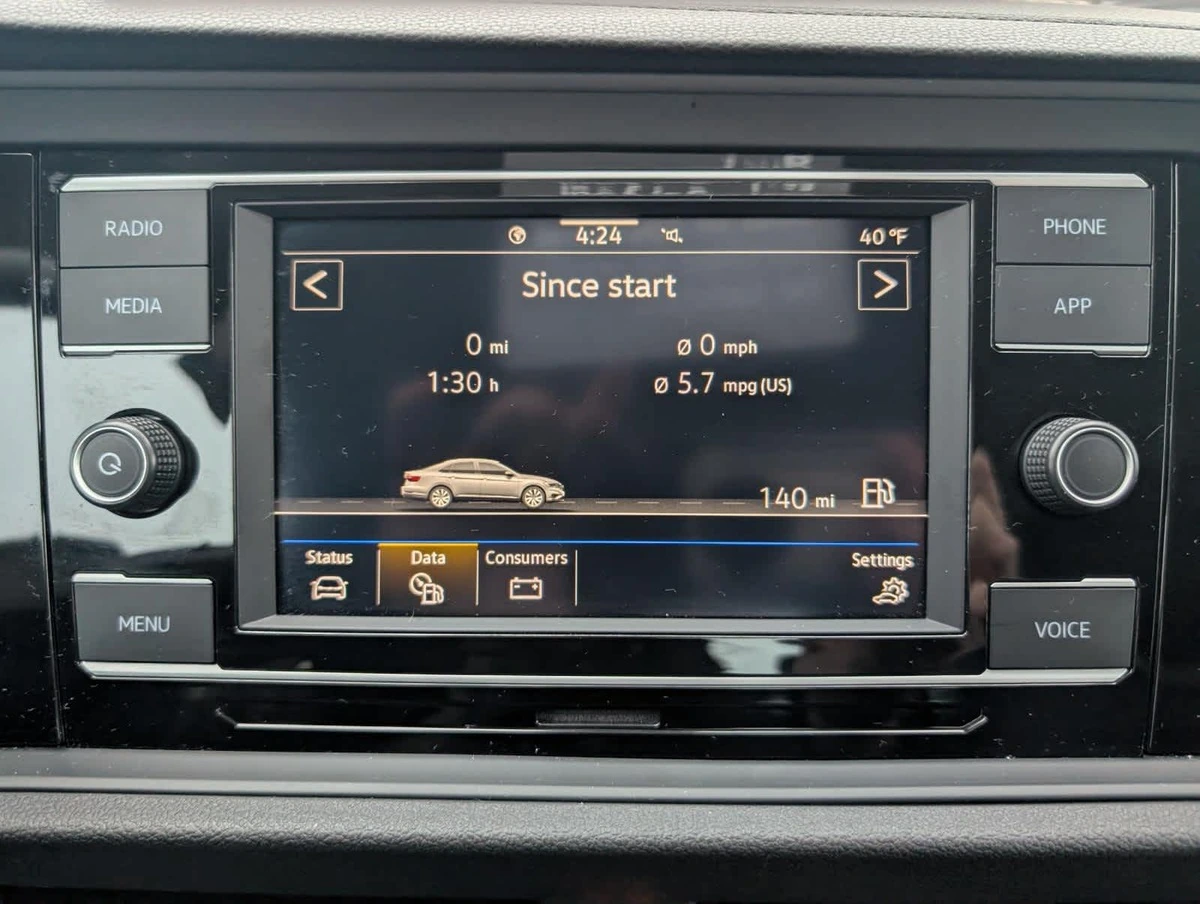 RADIO
MEDIA
MENU
4:24
40 °F
< Since start >
0 mi
Ø 0 mph
1:30 h
Ø 5.7 mpg (US)
140 mi
Status
Data
Consumers
Settings
PHONE
APP
VOICE